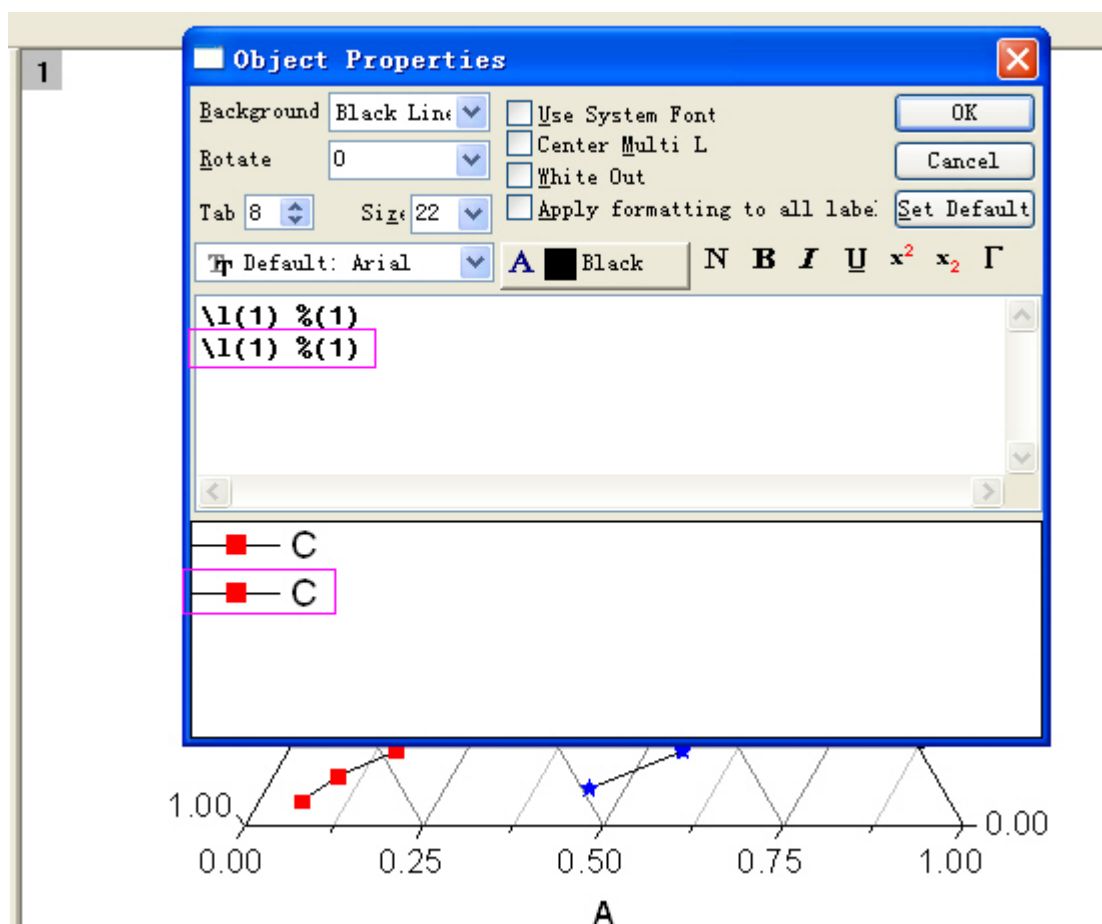 1
Object Properties
Background Black Line
Use System Font
OK
Rotate 0
Center Multi L
Cancel
White Out
Tab 8 Size 22
Apply formatting to all label
Set Default
Default: Arial
A Black N B I U x² x₂ Γ
\l(1) %(1)
\l(1) %(1)
C
C
1.00
0.00
0.00 0.25 0.50 0.75 1.00
A